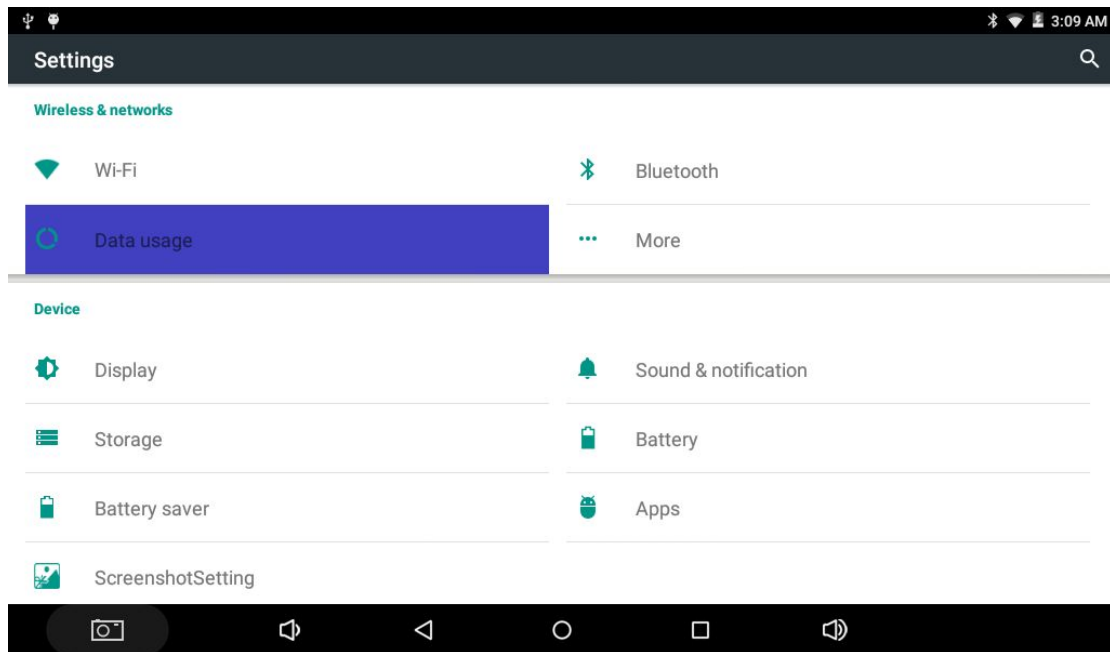 3:09 AM
Settings
Wireless & networks
Wi-Fi
Bluetooth
Data usage
More
Device
Display
Sound & notification
Storage
Battery
Battery saver
Apps
ScreenshotSetting